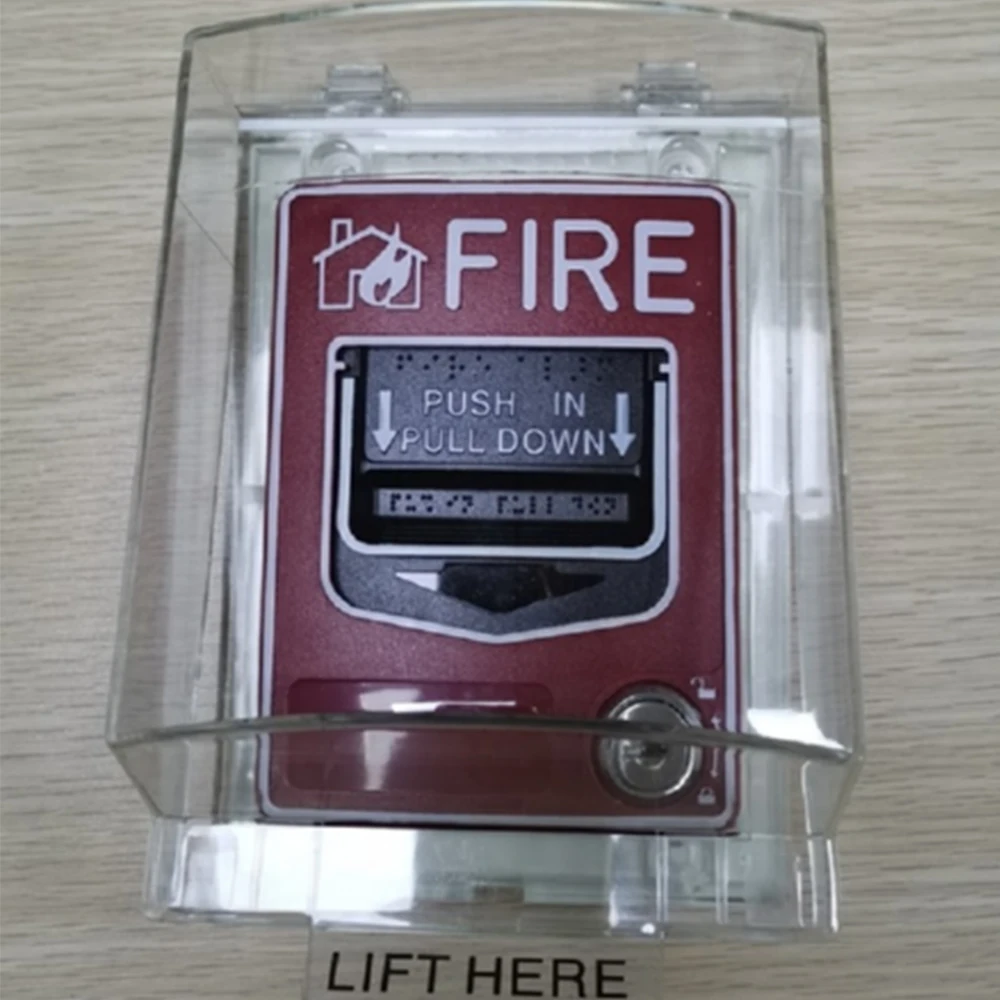 FIRE
PUSH IN
PULL DOWN
LIFT HERE